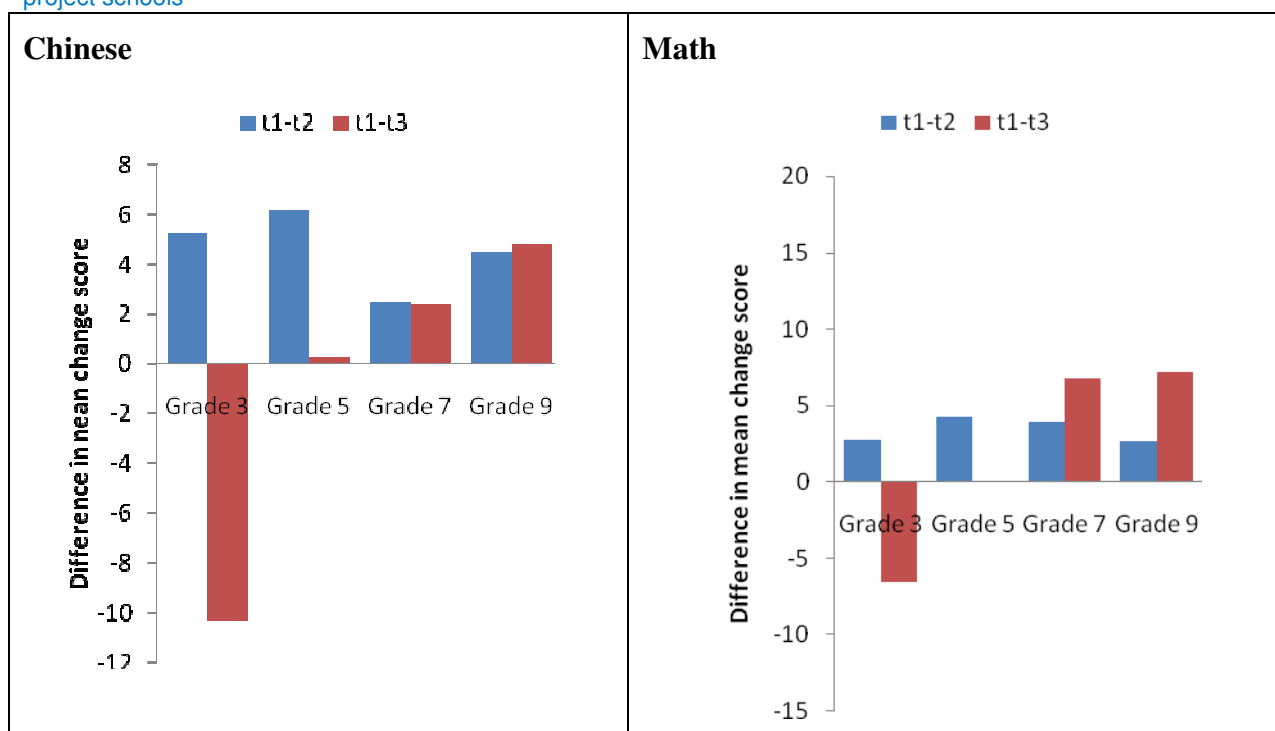 project schools
Chinese
t1-t2 t1-t3
8
6
4
2
0
-2
-4
-6
-8
-10
-12
Difference in nean change score
Grade 3 Grade 5 Grade 7 Grade 9
Math
t1-t2 t1-t3
20
15
10
5
0
-5
-10
-15
Difference in mean change score
Grade 3 Grade 5 Grade 7 Grade 9